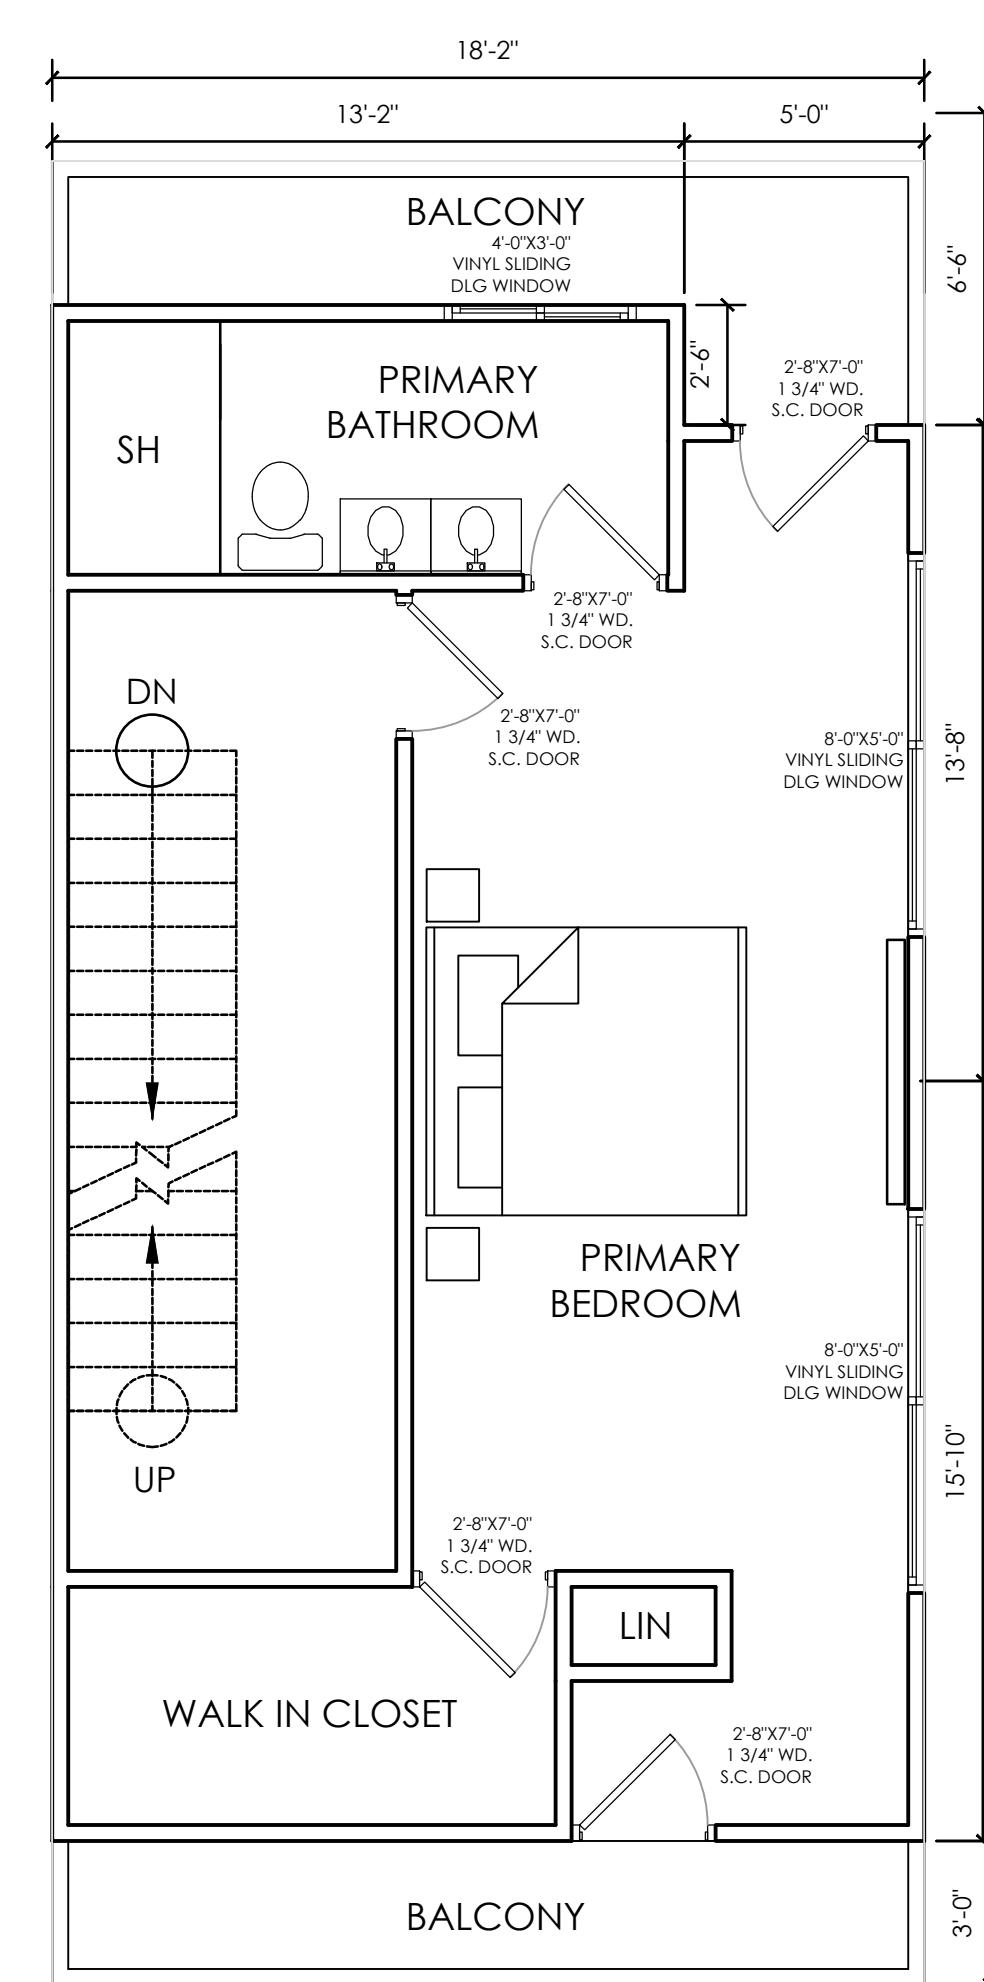 18'-2"
13'-2"
5'-0"
BALCONY
4'-0"X3'-0"
VINYL SLIDING
DLG WINDOW
6'-6"
2'-6"
2'-8"X7'-0"
1 3/4" WD.
S.C. DOOR
PRIMARY
BATHROOM
SH
2'-8"X7'-0"
1 3/4" WD.
S.C. DOOR
DN
2'-8"X7'-0"
1 3/4" WD.
S.C. DOOR
8'-0"X5'-0"
VINYL SLIDING
DLG WINDOW
13'-8"
PRIMARY
BEDROOM
8'-0"X5'-0"
VINYL SLIDING
DLG WINDOW
15'-10"
UP
2'-8"X7'-0"
1 3/4" WD.
S.C. DOOR
LIN
WALK IN CLOSET
2'-8"X7'-0"
1 3/4" WD.
S.C. DOOR
BALCONY
3'-0"